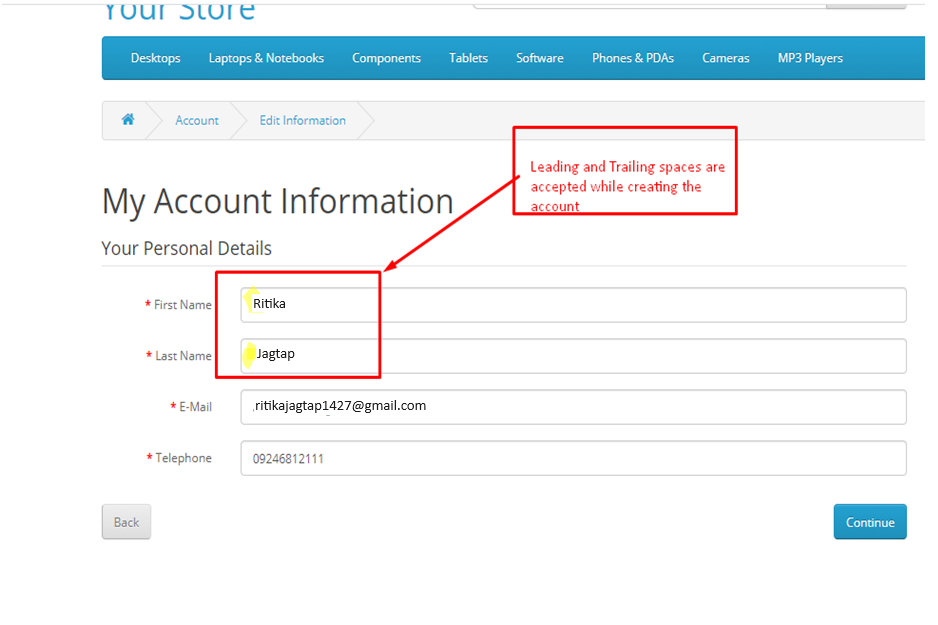 Your Store
Desktops Laptops & Notebooks Components Tablets Software Phones & PDAs Cameras MP3 Players
Account Edit Information
Leading and Trailing spaces are
accepted while creating the
account
My Account Information
Your Personal Details
* First Name Ritika
* Last Name Jagtap
* E-Mail ritikajagtap1427@gmail.com
* Telephone 09246812111
Back Continue